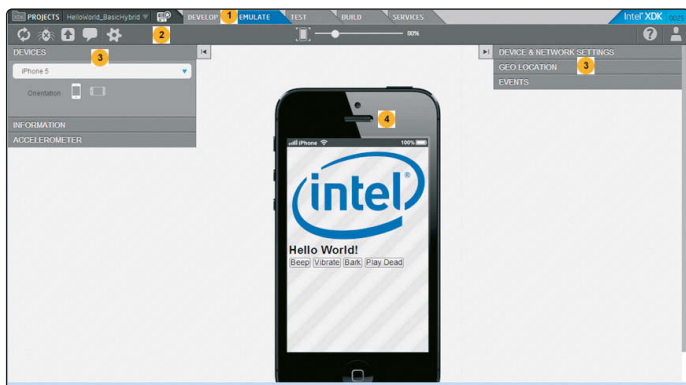 PROJECTS HelloWorld_BasicHybrid DEVELOP 1 EMULATE TEST BUILD SERVICES Intel® XDK
2 80%
DEVICES 3 DEVICE & NETWORK SETTINGS
iPhone 5 GEO LOCATION 3
EVENTS
Orientation
4
INFORMATION
ACCELEROMETER
iPhone 100%
intel®
Hello World!
Beep Vibrate Bark Play Dead